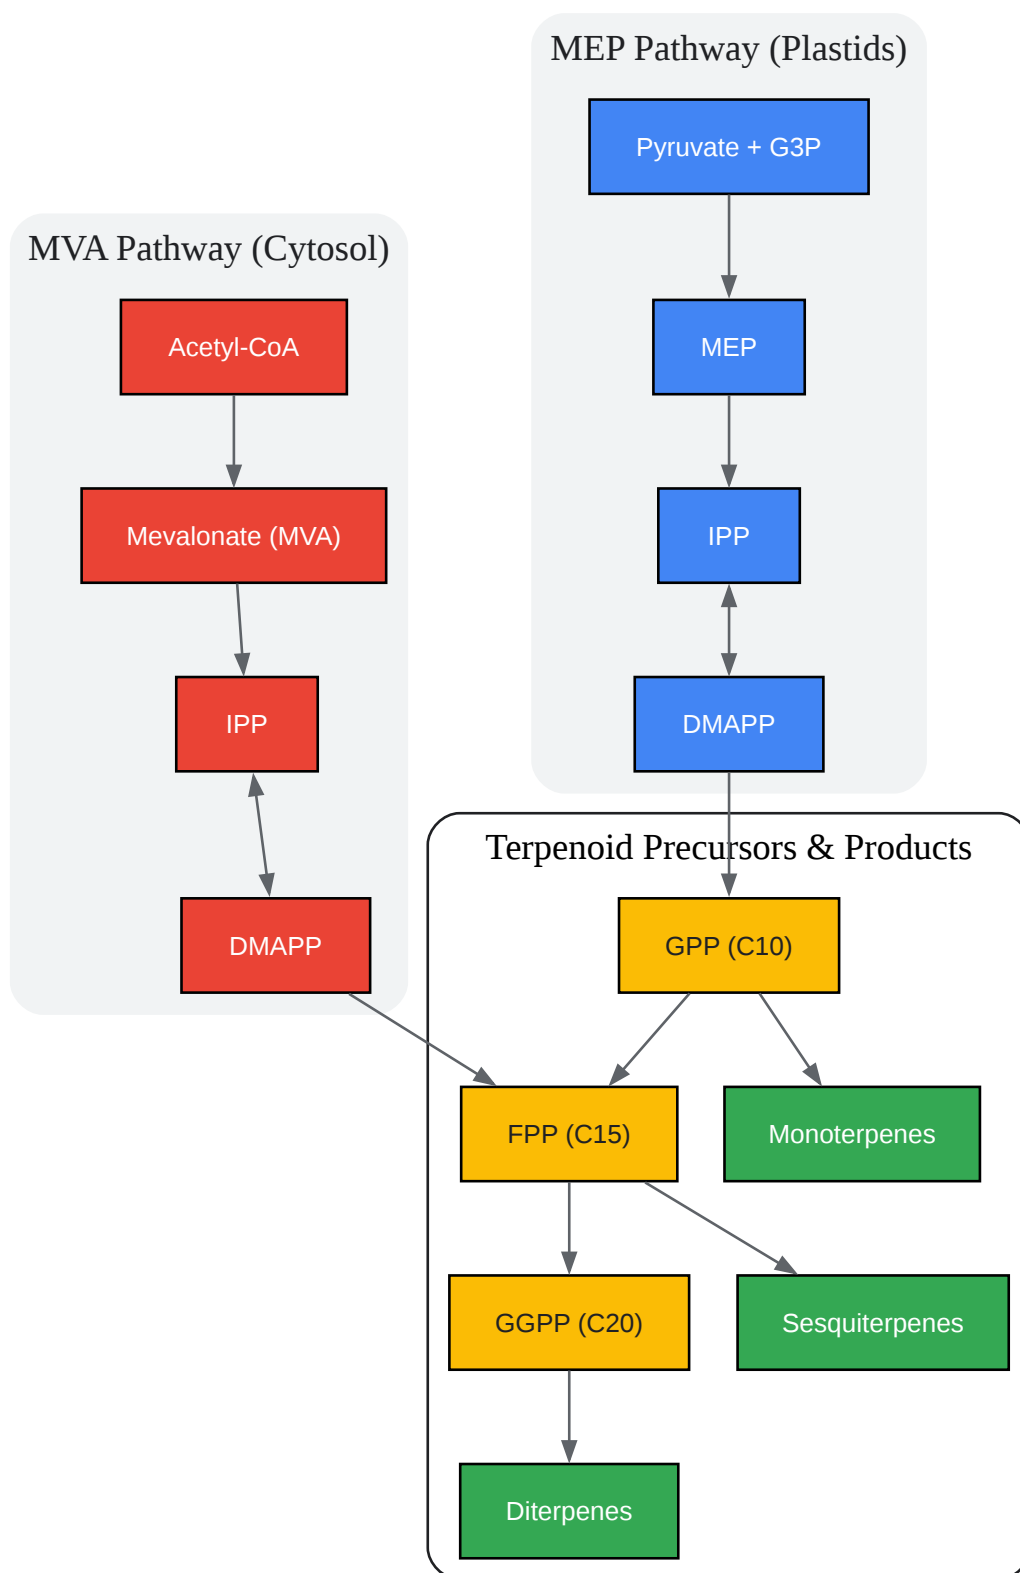 MEP Pathway (Plastids)
Pyruvate + G3P
MVA Pathway (Cytosol)
Acetyl-CoA
MEP
Mevalonate (MVA)
IPP
IPP
DMAPP
Terpenoid Precursors & Products
DMAPP
GPP (C10)
FPP (C15)
Monoterpenes
GGPP (C20)
Sesquiterpenes
Diterpenes